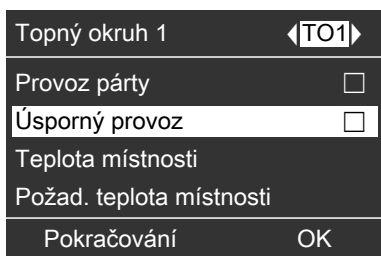 Topný okruh 1 TO1
Provoz párty
Úsporný provoz
Teplota místnosti
Požad. teplota místnosti
Pokračování OK